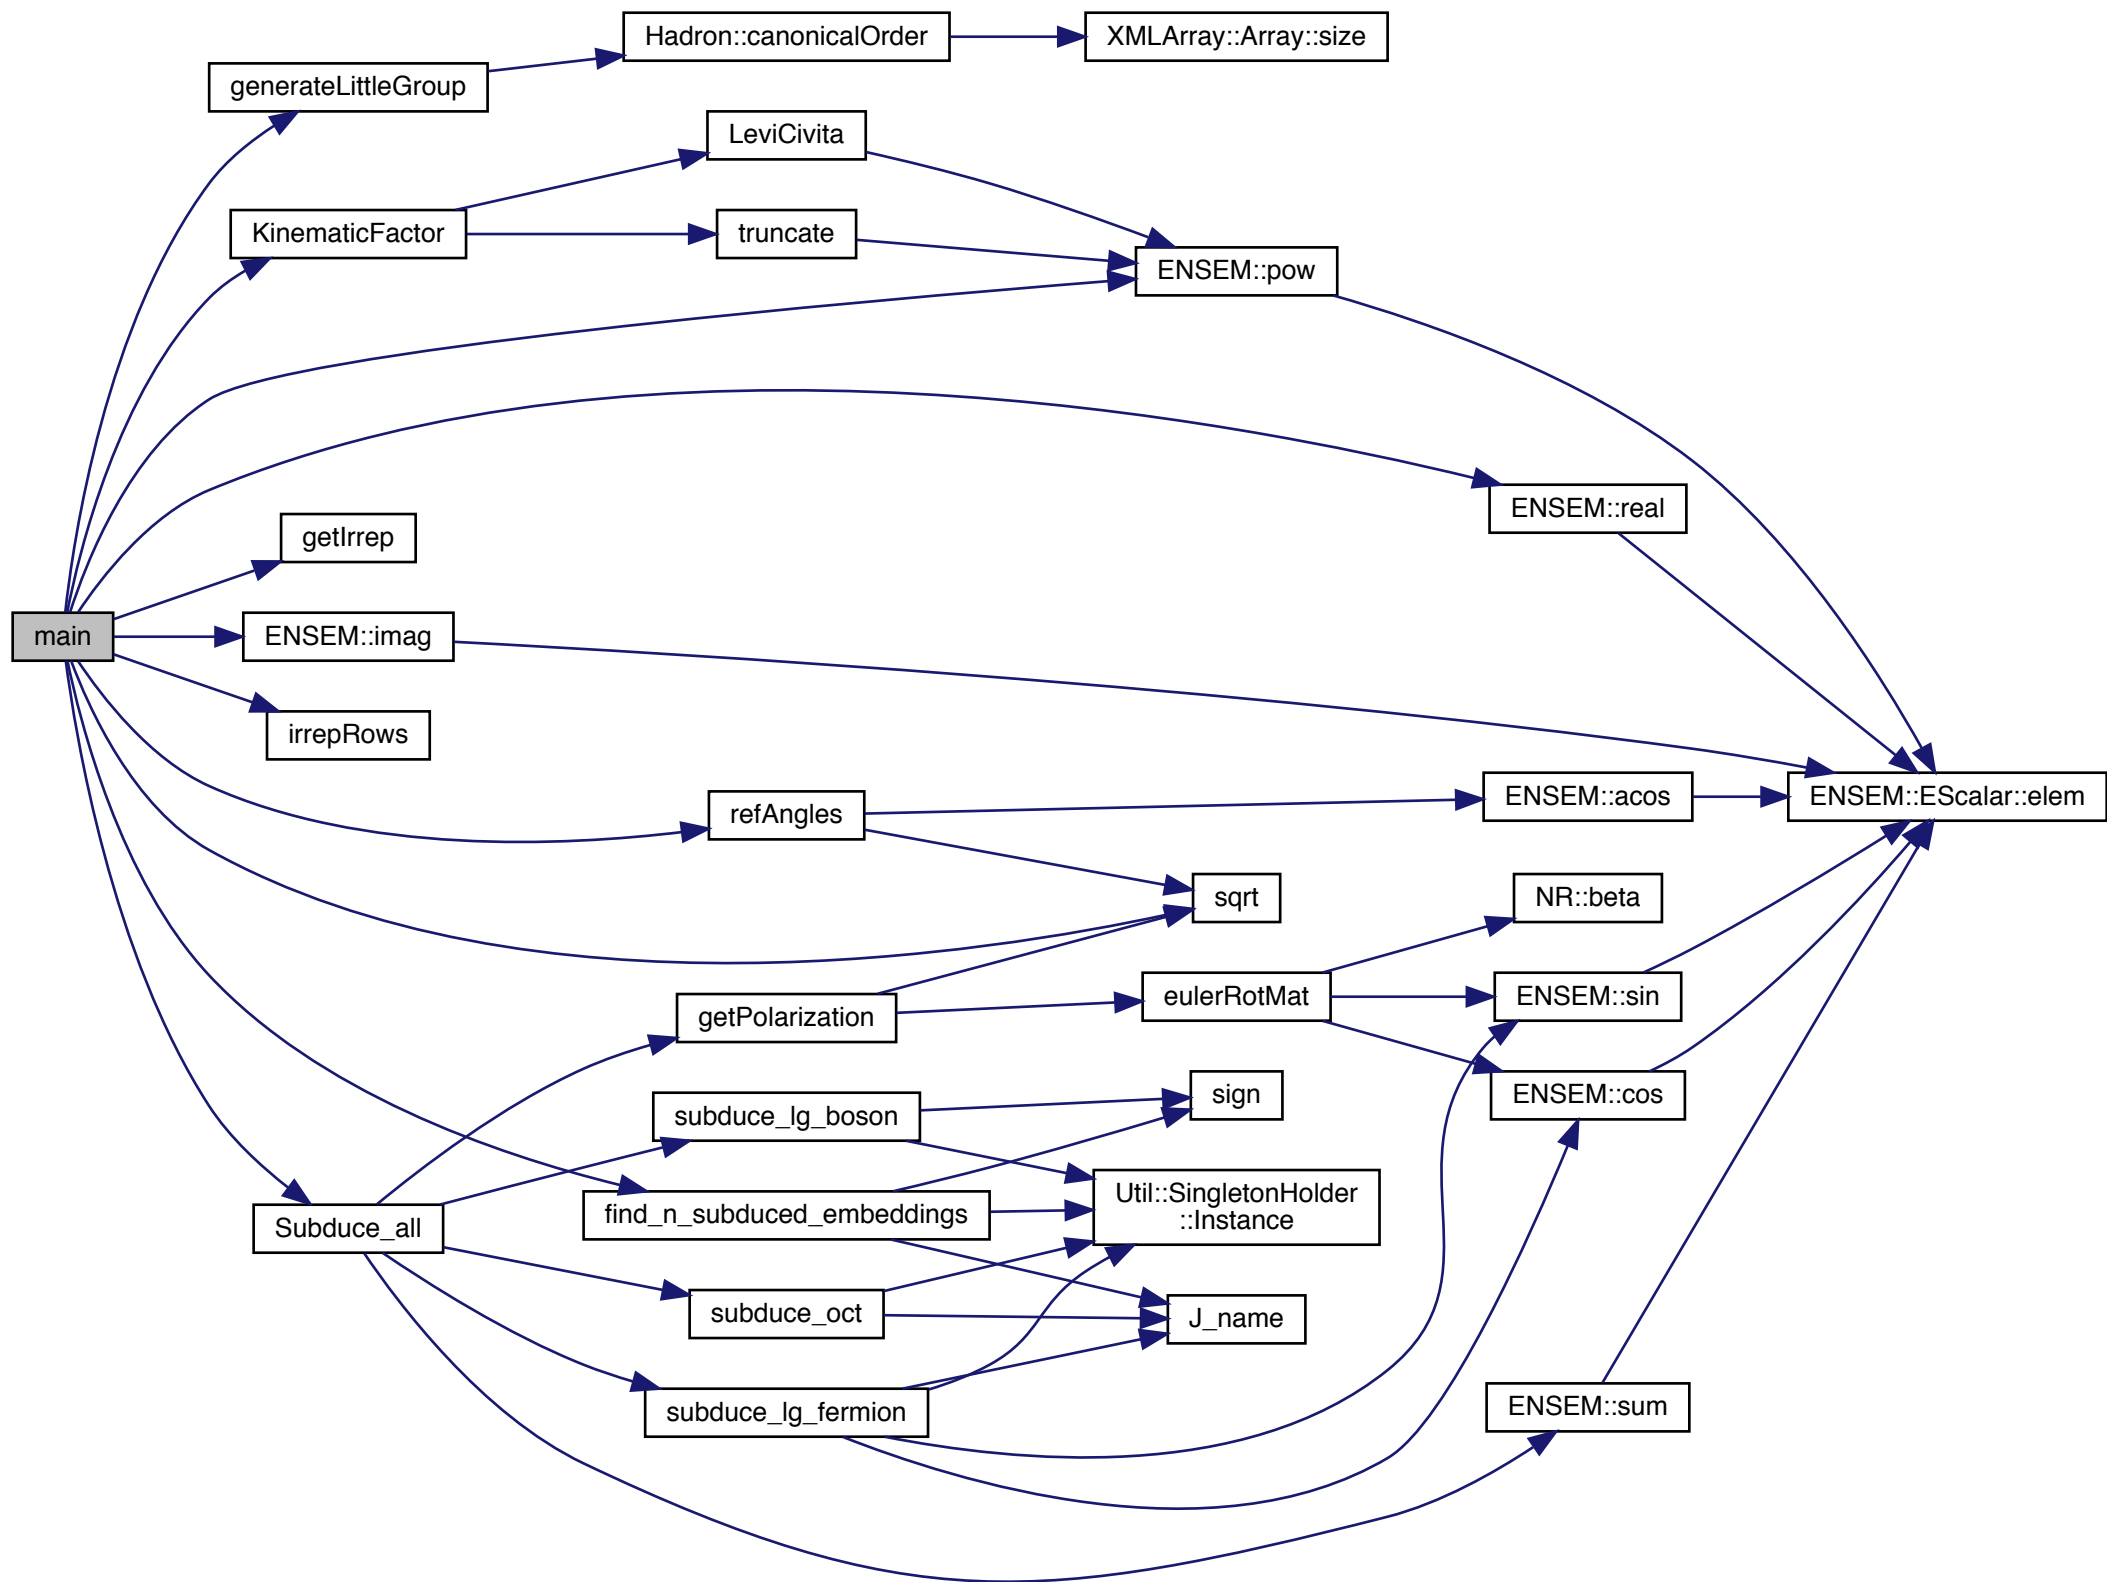 Hadron::canonicalOrder
XMLArray::Array::size
generateLittleGroup
LeviCivita
KinematicFactor
truncate
ENSEM::pow
ENSEM::real
getIrrep
main
ENSEM::imag
irrepRows
refAngles
ENSEM::acos
ENSEM::EScalar::elem
sqrt
NR::beta
getPolarization
eulerRotMat
ENSEM::sin
ENSEM::cos
subduce_lg_boson
sign
Subduce_all
find_n_subduced_embeddings
Util::SingletonHolder
::Instance
subduce_oct
J_name
subduce_lg_fermion
ENSEM::sum